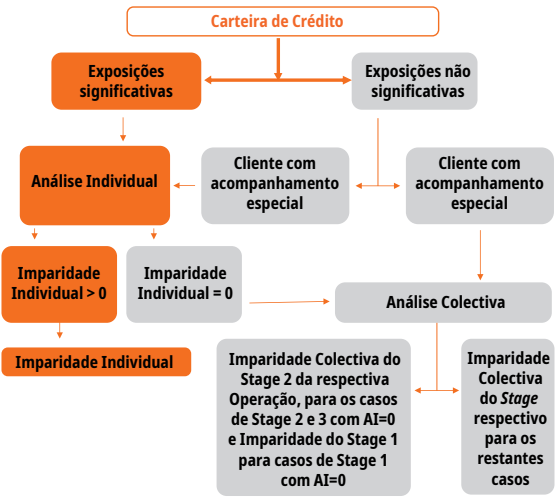 Carteira de Crédito
Exposições
significativas
Exposições não
significativas
Análise Individual
Cliente com
acompanhamento
especial
Cliente com
acompanhamento
especial
Imparidade
Individual > 0
Imparidade
Individual = 0
Análise Colectiva
Imparidade Individual
Imparidade Colectiva do
Stage 2 da respectiva
Operação, para os casos
de Stage 2 e 3 com AI=0
e Imparidade do Stage 1
para casos de Stage 1
com AI=0
Imparidade
Colectiva
do Stage
respectivo
para os
restantes
casos